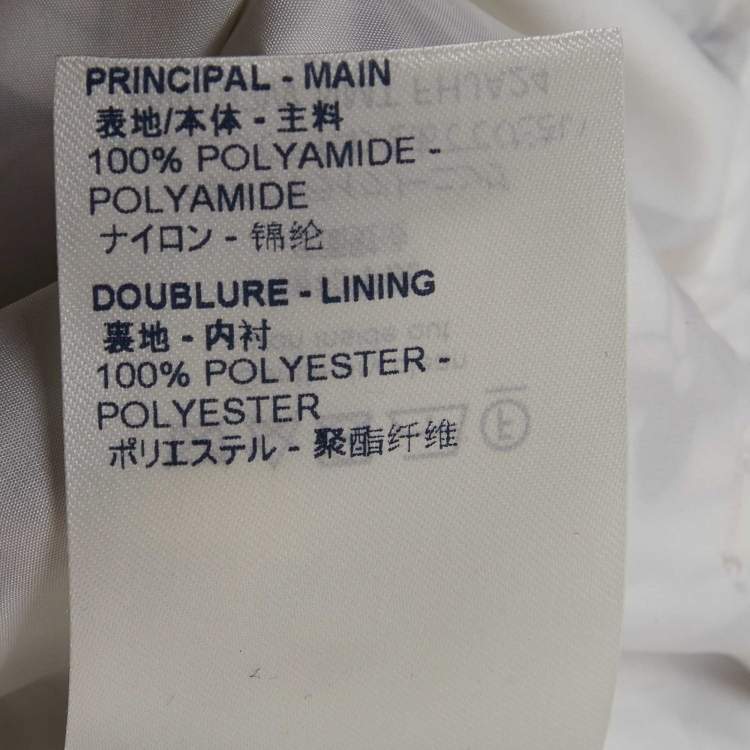 PRINCIPAL - MAIN
表地/本体 - 主料
100% POLYAMIDE -
POLYAMIDE
ナイロン - 锦纶
DOUBLURE - LINING
裏地 - 内衬
100% POLYESTER -
POLYESTER
ポリエステル - 聚酯纤维